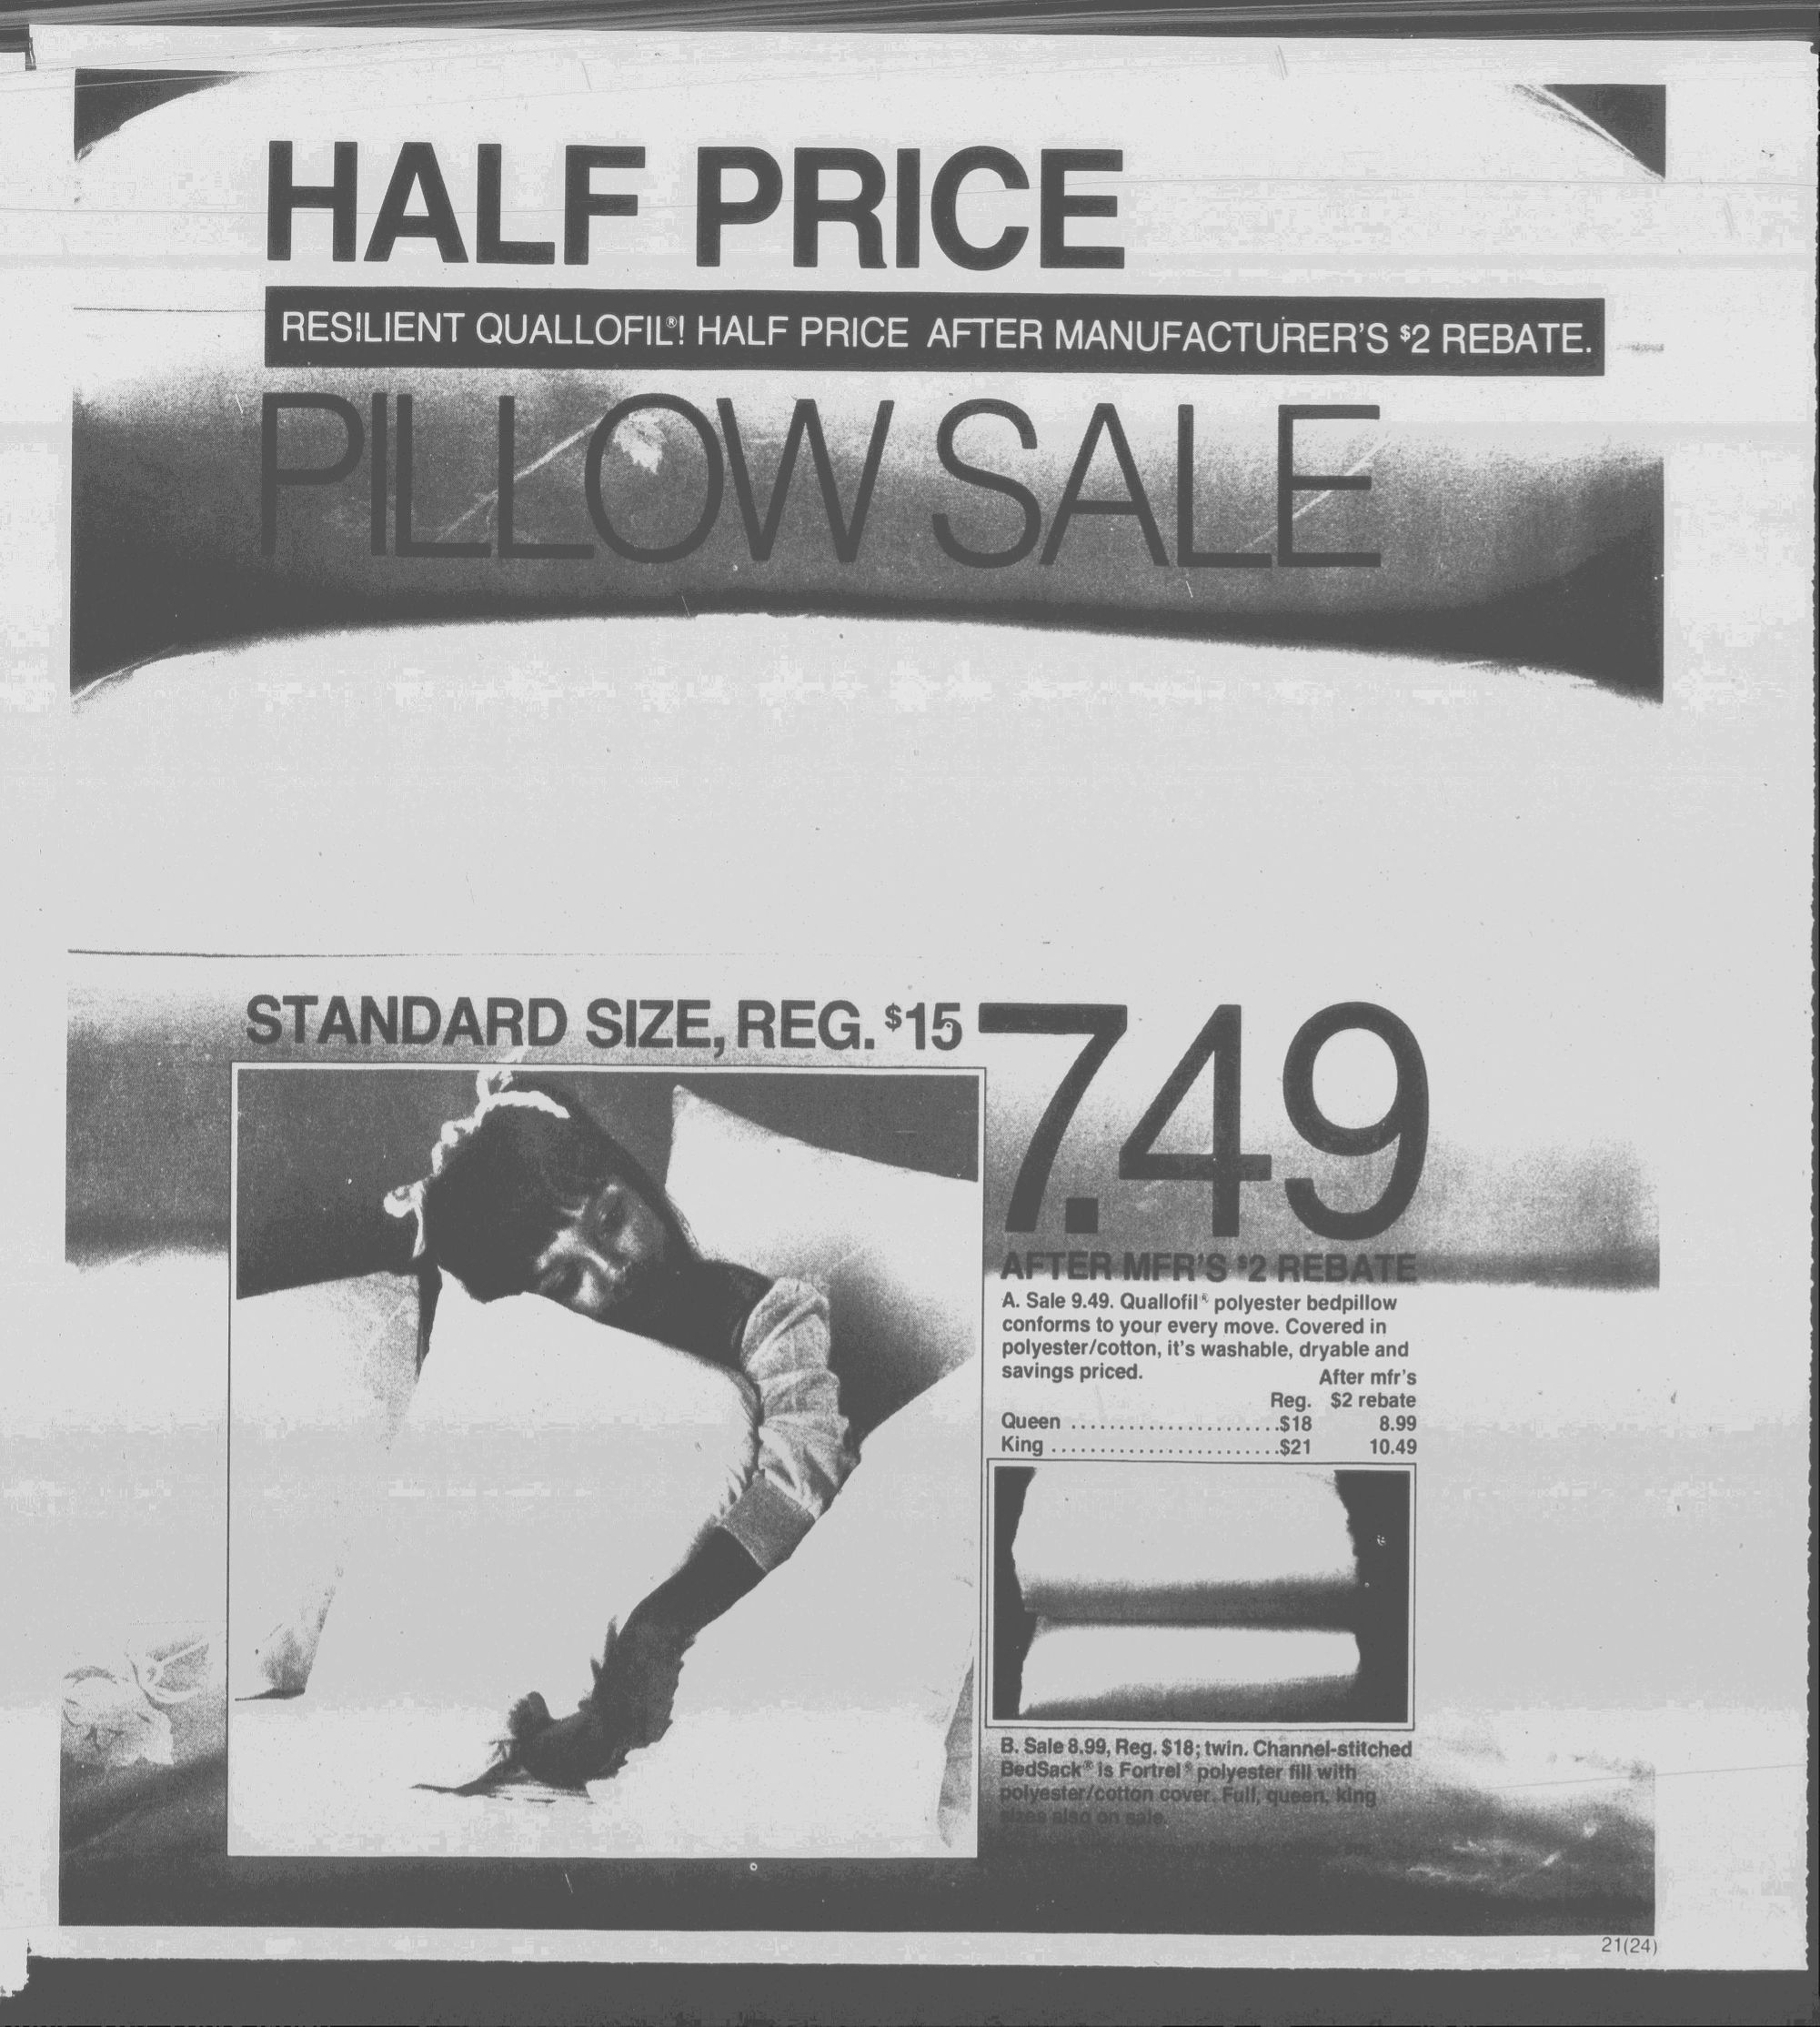 HALF PRICE
RESILIENT QUALLOFIL®! HALF PRICE AFTER MANUFACTURER'S $2 REBATE.
PILLOW SALE
STANDARD SIZE, REG. $15 7.49
AFTER MFR'S $2 REBATE
A. Sale 9.49. Quallofil® polyester bedpillow
conforms to your every move. Covered in
polyester/cotton, it's washable, dryable and
savings priced.
After mfr's
Reg. $2 rebate
Queen ......................$18 8.99
King ........................$21 10.49
B. Sale 8.99, Reg. $18; twin. Channel-stitched
BedSack® is Fortrel® polyester fill with
polyester/cotton cover. Full, queen, king
sizes also on sale.
21(24)